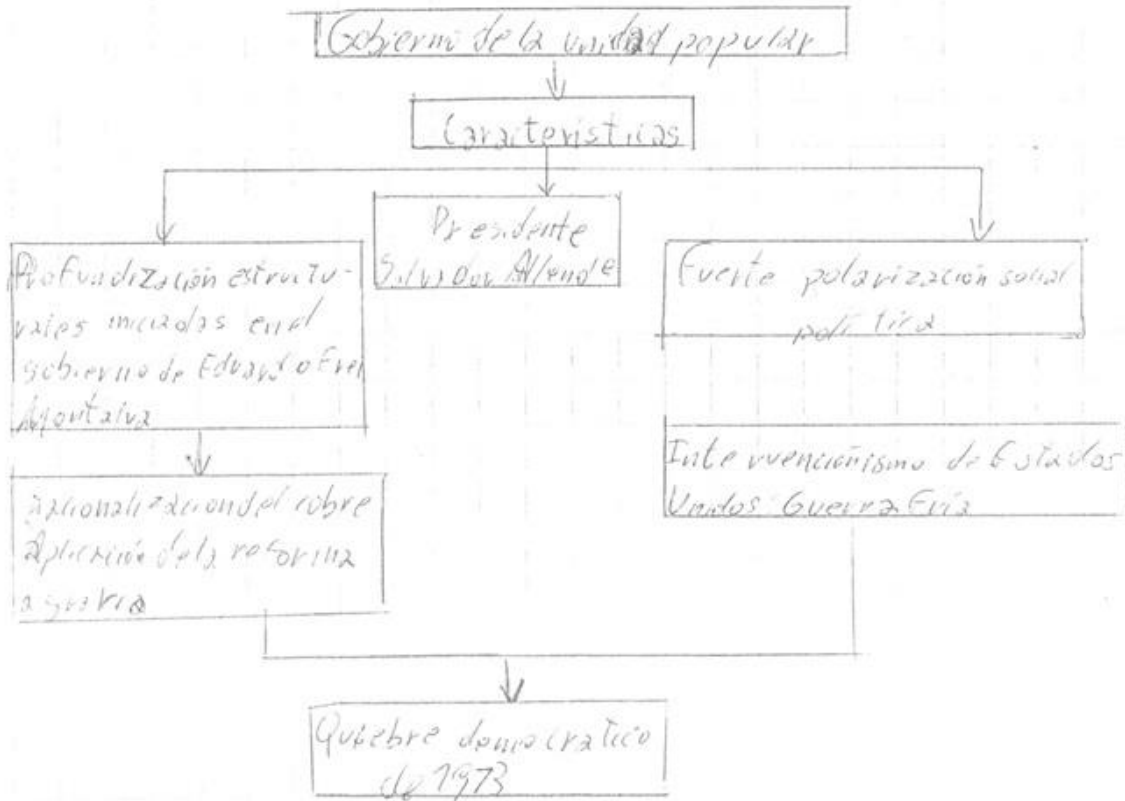 Gobierno de la unidad popular
Características
Presidente
Salvador Allende
Profundización estructu-
rales iniciadas en el
gobierno de Eduardo Frei
Montalva
Fuerte polarización social
política
nacionalizacion del cobre
Aplicación de la reforma
agraria
Intervencionismo de Estados
Unidos Guerra Fría
Quiebre democratico
de 1973